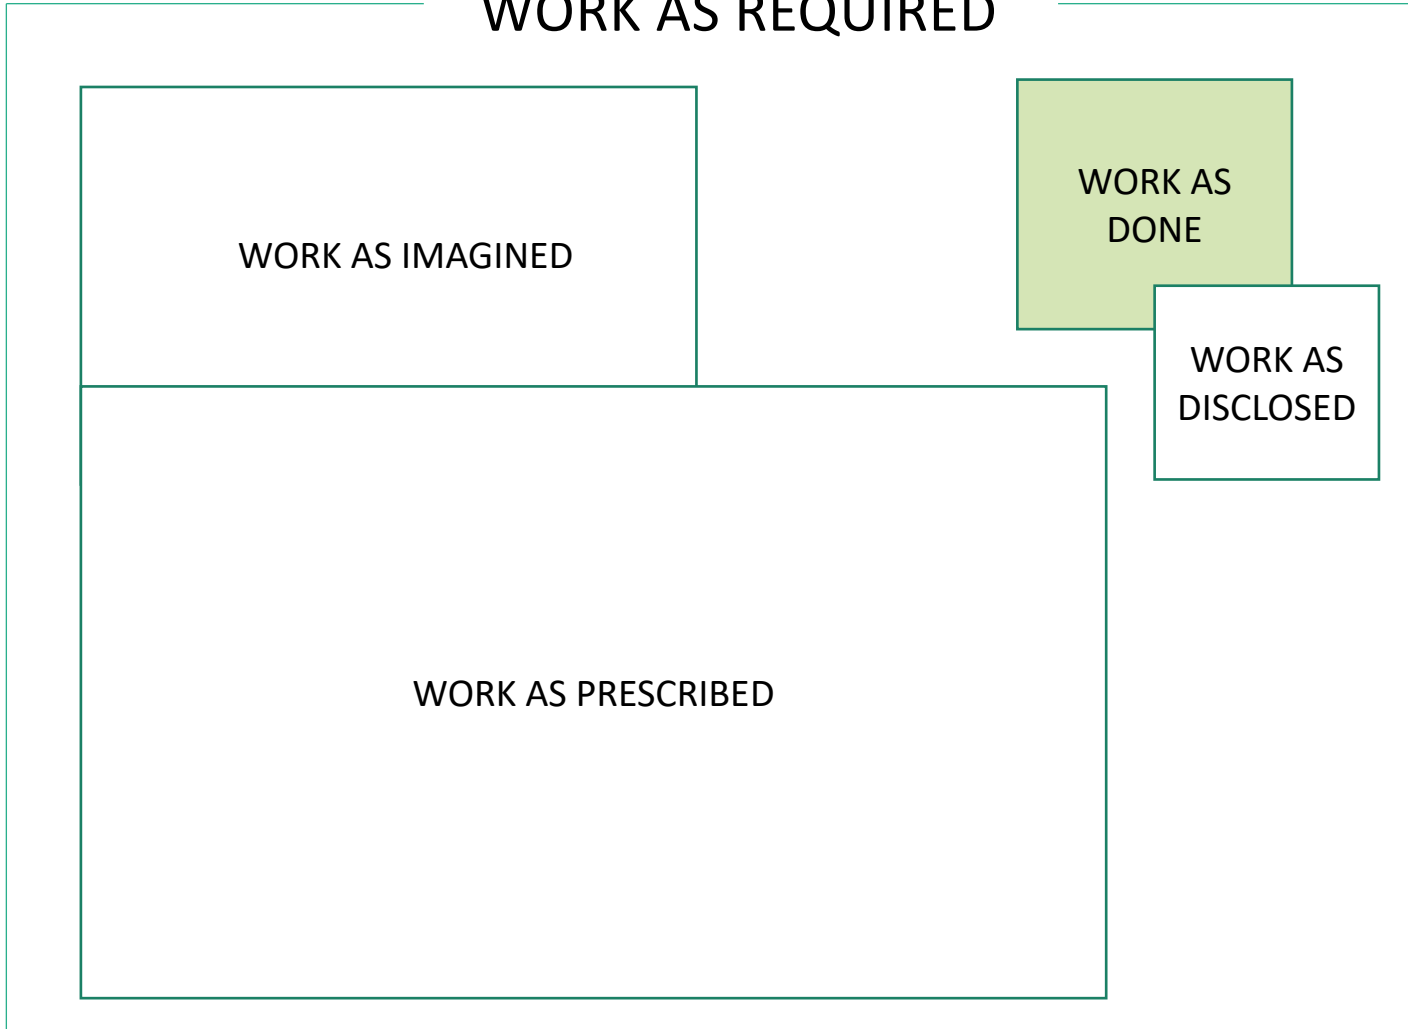 WORK AS REQUIRED
WORK AS IMAGINED
WORK AS
DONE
WORK AS
DISCLOSED
WORK AS PRESCRIBED